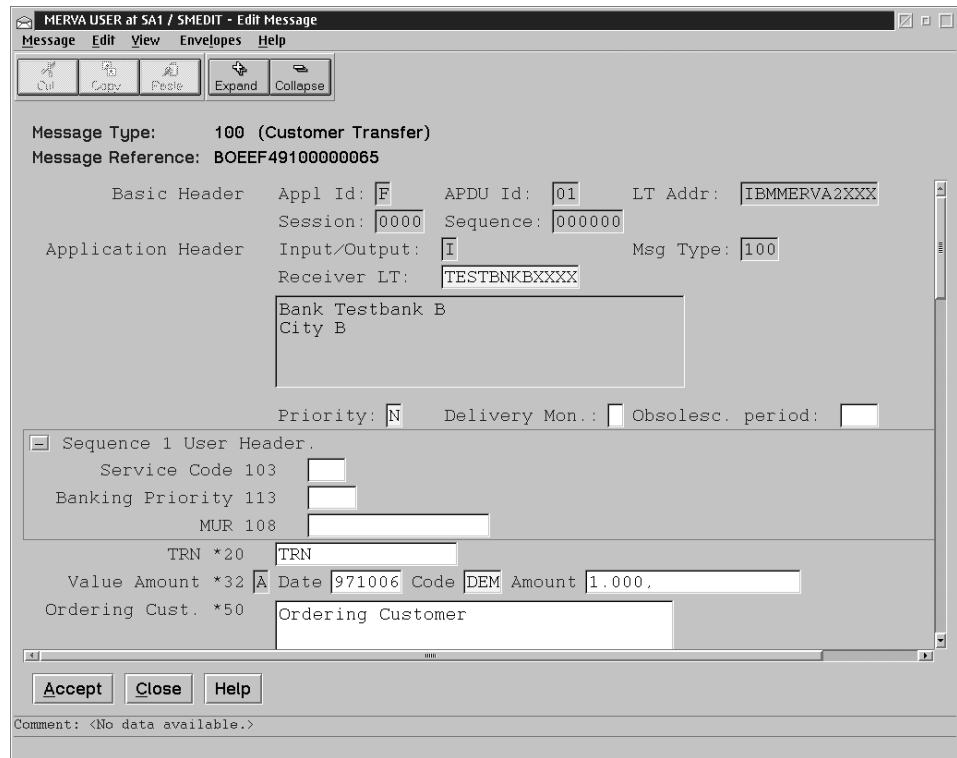 MERVA USER at SA1 / SMEDIT - Edit Message
Message Edit View Envelopes Help
Cut Copy Paste Expand Collapse
Message Type: 100 (Customer Transfer)
Message Reference: BOEEF49100000065
Basic Header Appl Id: F APDU Id: 01 LT Addr: IBMMERVA2XXX
Session: 0000 Sequence: 000000
Application Header Input/Output: I Msg Type: 100
Receiver LT: TESTBNKBXXXX
Bank Testbank B
City B
Priority: N Delivery Mon.: Obsolesc. period:
Sequence 1 User Header.
Service Code 103
Banking Priority 113
MUR 108
TRN *20 TRN
Value Amount *32 A Date 971006 Code DEM Amount 1.000,
Ordering Cust. *50 Ordering Customer
Accept Close Help
Comment: <No data available.>